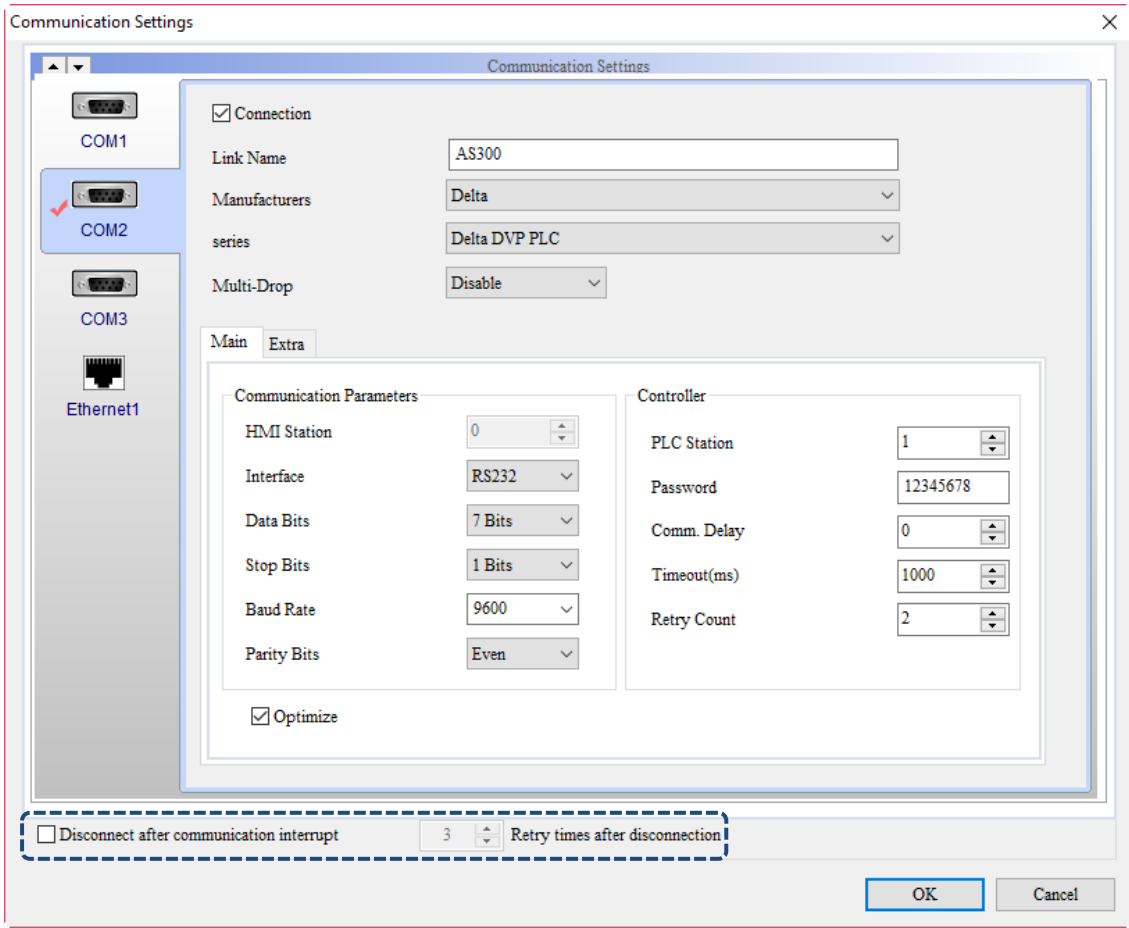 Communication Settings
Communication Settings
COM1
COM2
COM3
Ethernet1
Connection
Link Name AS300
Manufacturers Delta
series Delta DVP PLC
Multi-Drop Disable
Main Extra
Communication Parameters
HMI Station 0
Interface RS232
Data Bits 7 Bits
Stop Bits 1 Bits
Baud Rate 9600
Parity Bits Even
Controller
PLC Station 1
Password 12345678
Comm. Delay 0
Timeout(ms) 1000
Retry Count 2
Optimize
Disconnect after communication interrupt 3 Retry times after disconnection
OK Cancel